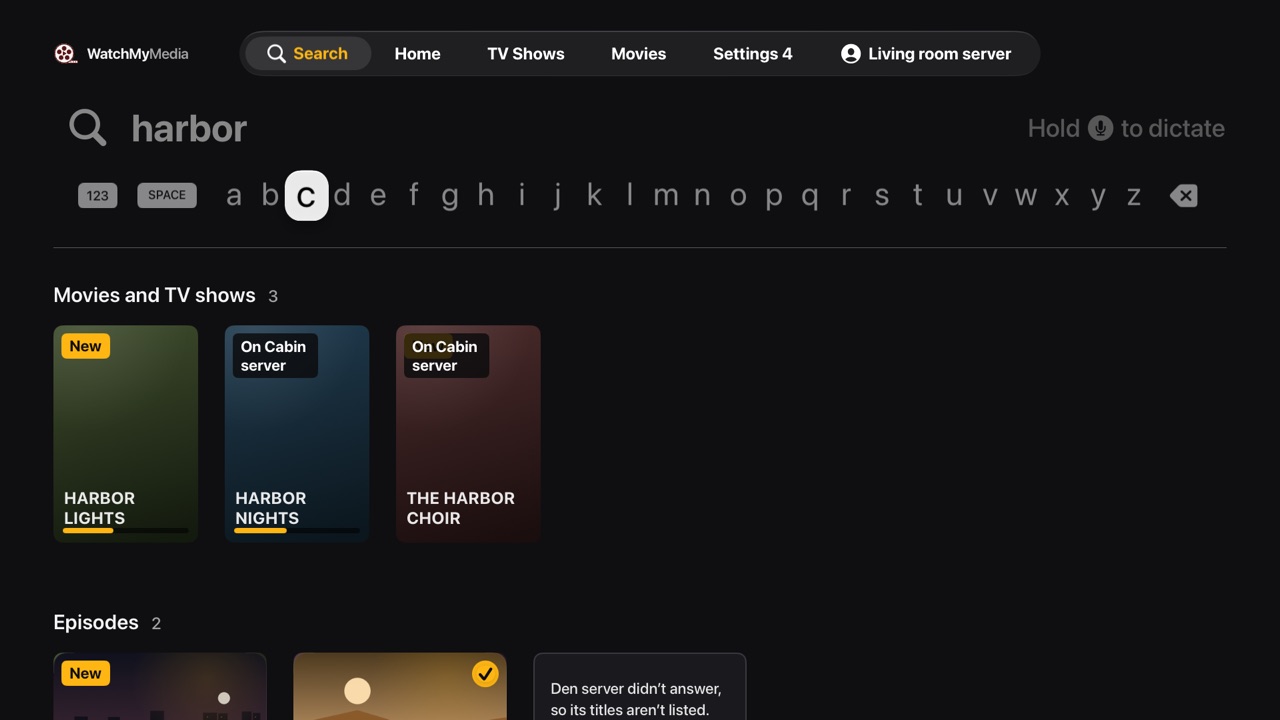 WatchMyMedia
Search Home TV Shows Movies Settings 4 Living room server
harbor
Hold to dictate
123 SPACE a b c d e f g h i j k l m n o p q r s t u v w x y z
Movies and TV shows 3
New
HARBOR
LIGHTS
On Cabin
server
HARBOR
NIGHTS
On Cabin
server
THE HARBOR
CHOIR
Episodes 2
New
Den server didn’t answer,
so its titles aren’t listed.